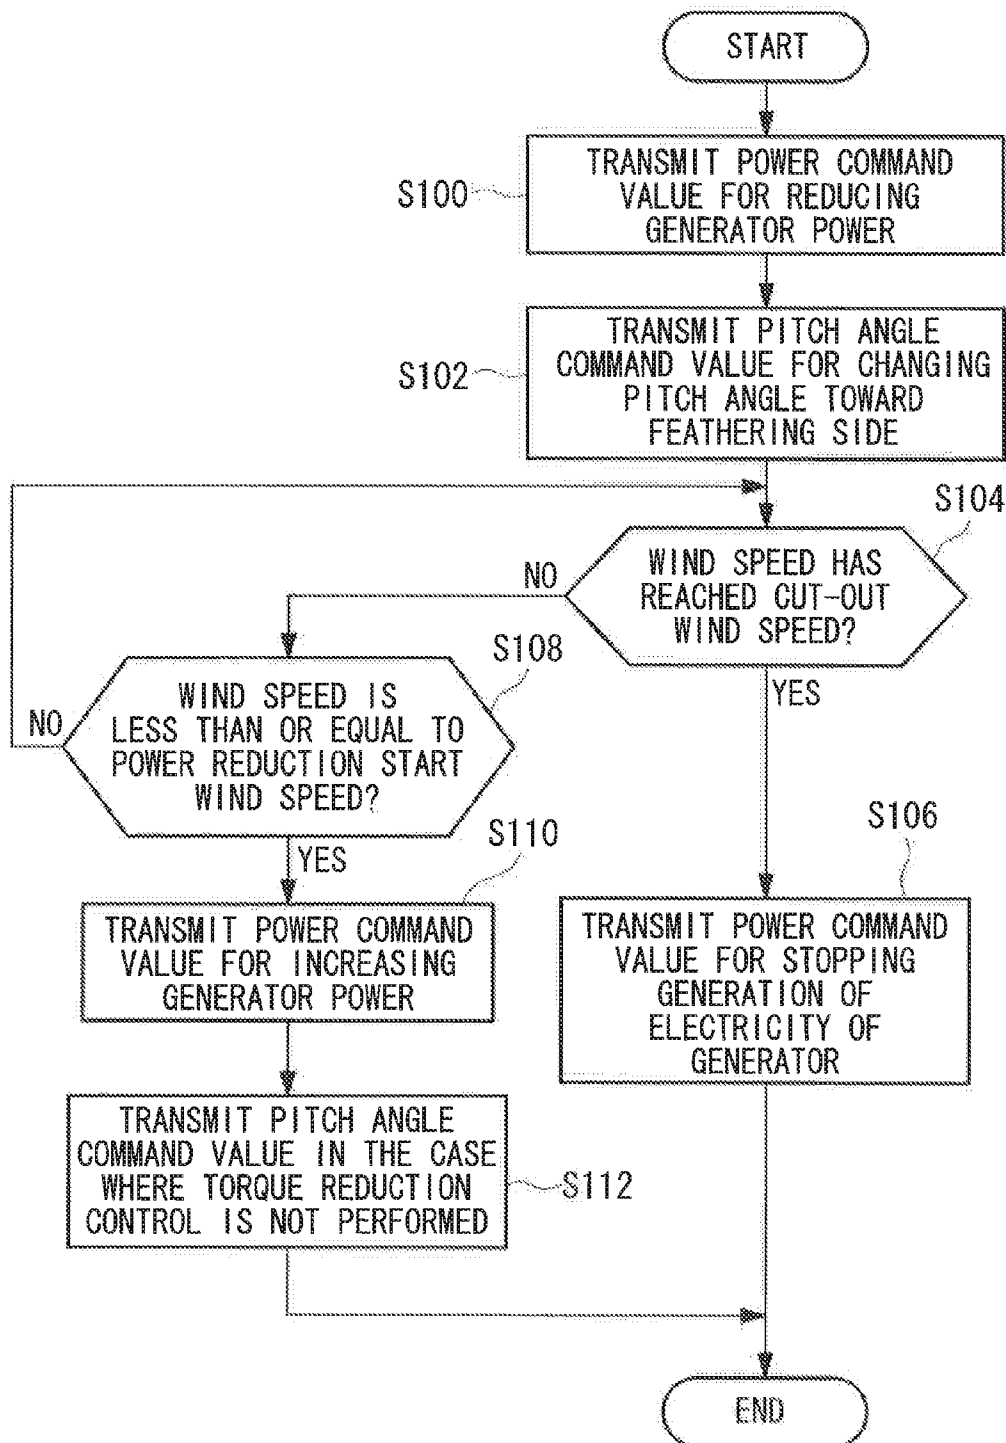 START
TRANSMIT POWER COMMAND
VALUE FOR REDUCING
GENERATOR POWER
S100
TRANSMIT PITCH ANGLE
COMMAND VALUE FOR CHANGING
PITCH ANGLE TOWARD
FEATHERING SIDE
S102
S104
WIND SPEED HAS
REACHED CUT-OUT
WIND SPEED?
NO
YES
S108
WIND SPEED IS
LESS THAN OR EQUAL TO
POWER REDUCTION START
WIND SPEED?
NO
YES
S110
TRANSMIT POWER COMMAND
VALUE FOR INCREASING
GENERATOR POWER
S106
TRANSMIT POWER COMMAND
VALUE FOR STOPPING
GENERATION OF
ELECTRICITY OF
GENERATOR
TRANSMIT PITCH ANGLE
COMMAND VALUE IN THE CASE
WHERE TORQUE REDUCTION
CONTROL IS NOT PERFORMED
S112
END